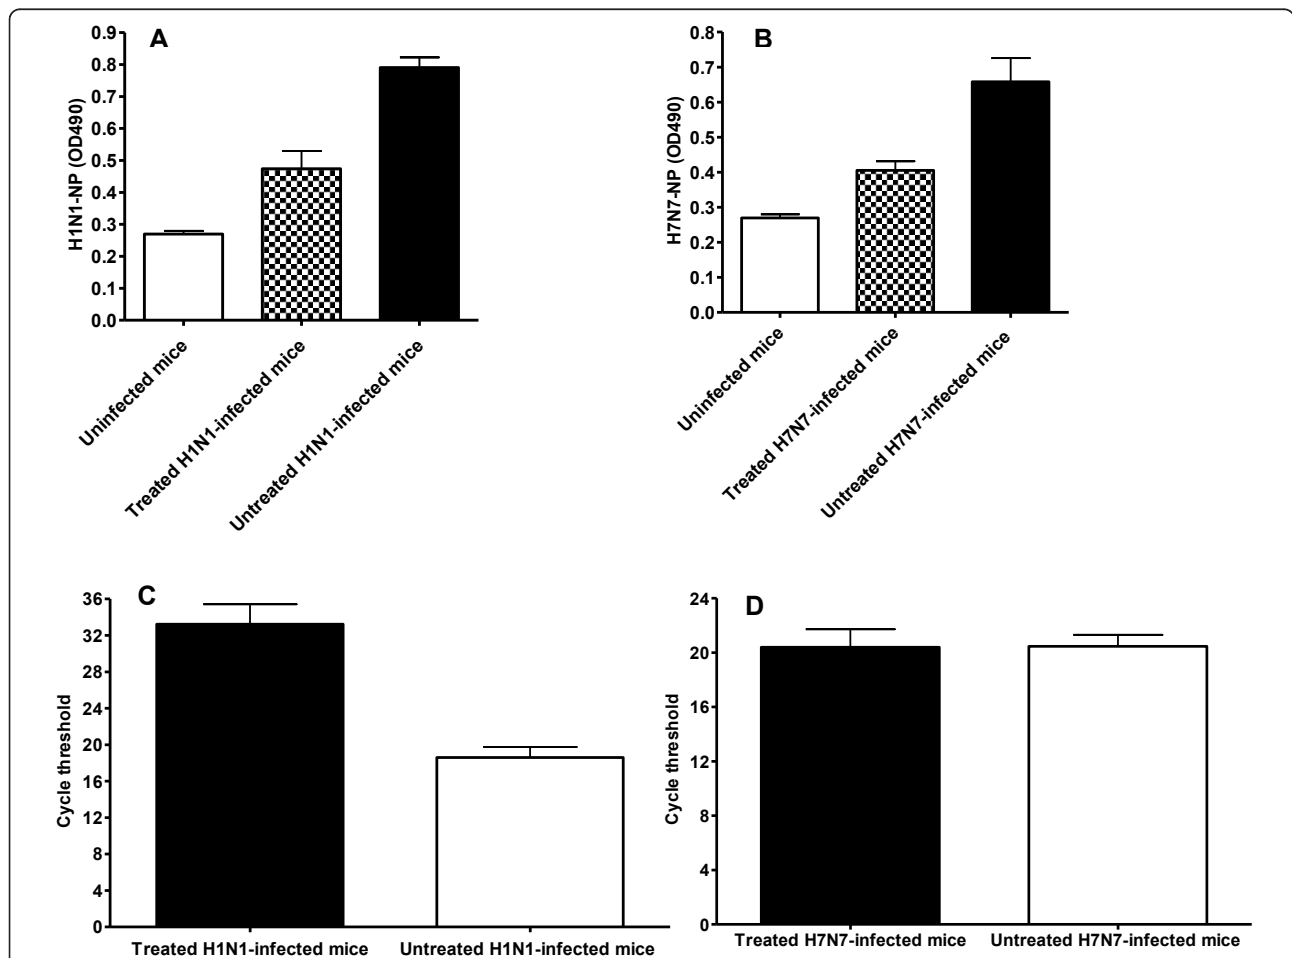 A
H1N1-NP (OD490)
0.9
0.8
0.7
0.6
0.5
0.4
0.3
0.2
0.1
0.0
Uninfected mice
Treated H1N1-infected mice
Untreated H1N1-infected mice
B
H7N7-NP (OD490)
0.8
0.7
0.6
0.5
0.4
0.3
0.2
0.1
0.0
Uninfected mice
Treated H7N7-infected mice
Untreated H7N7-infected mice
C
Cycle threshold
36
32
28
24
20
16
12
8
4
0
Treated H1N1-infected mice
Untreated H1N1-infected mice
D
Cycle threshold
24
20
16
12
8
4
0
Treated H7N7-infected mice
Untreated H7N7-infected mice